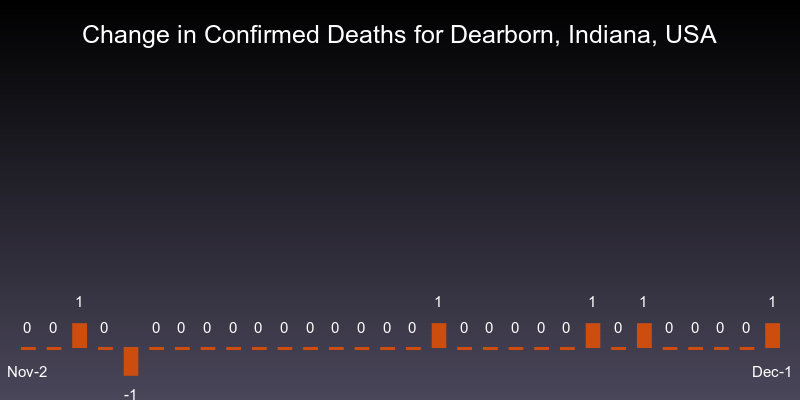 Change in Confirmed Deaths for Dearborn, Indiana, USA
1 1 1 1 1
0 0 0 0 0 0 0 0 0 0 0 0 0 0 0 0 0 0 0 0 0 0 0 0
Nov-2 Dec-1
-1